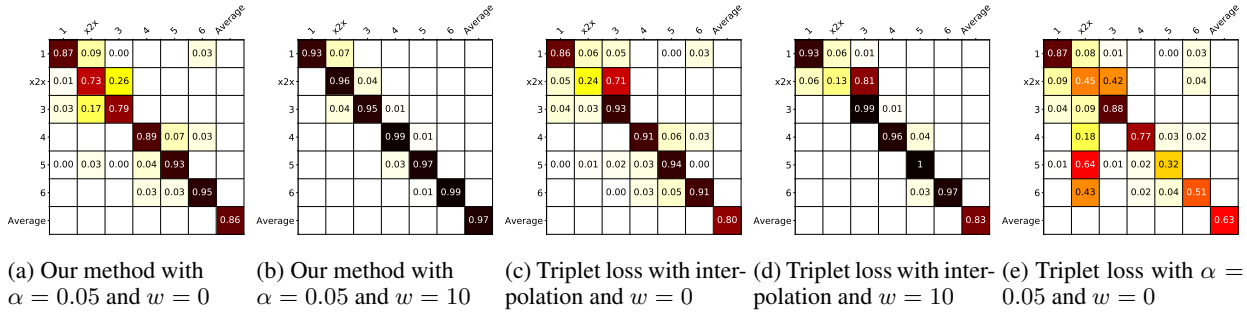 1 x2x 3 4 5 6 Average
1 0.87 0.09 0.00 0.03
x2x 0.01 0.73 0.26
3 0.03 0.17 0.79
4 0.89 0.07 0.03
5 0.00 0.03 0.00 0.04 0.93
6 0.03 0.03 0.95
Average 0.86
(a) Our method with
α = 0.05 and w = 0
1 x2x 3 4 5 6 Average
1 0.93 0.07
x2x 0.96 0.04
3 0.04 0.95 0.01
4 0.99 0.01
5 0.03 0.97
6 0.01 0.99
Average 0.97
(b) Our method with
α = 0.05 and w = 10
1 x2x 3 4 5 6 Average
1 0.86 0.06 0.05 0.00 0.03
x2x 0.05 0.24 0.71
3 0.04 0.03 0.93
4 0.91 0.06 0.03
5 0.00 0.01 0.02 0.03 0.94 0.00
6 0.00 0.03 0.05 0.91
Average 0.80
(c) Triplet loss with inter-
polation and w = 0
1 x2x 3 4 5 6 Average
1 0.93 0.06 0.01
x2x 0.06 0.13 0.81
3 0.99 0.01
4 0.96 0.04
5 1
6 0.03 0.97
Average 0.83
(d) Triplet loss with inter-
polation and w = 10
1 x2x 3 4 5 6 Average
1 0.87 0.08 0.01 0.00 0.03
x2x 0.09 0.45 0.42 0.04
3 0.04 0.09 0.88
4 0.18 0.77 0.03 0.02
5 0.01 0.64 0.01 0.02 0.32
6 0.43 0.02 0.04 0.51
Average 0.63
(e) Triplet loss with α =
0.05 and w = 0